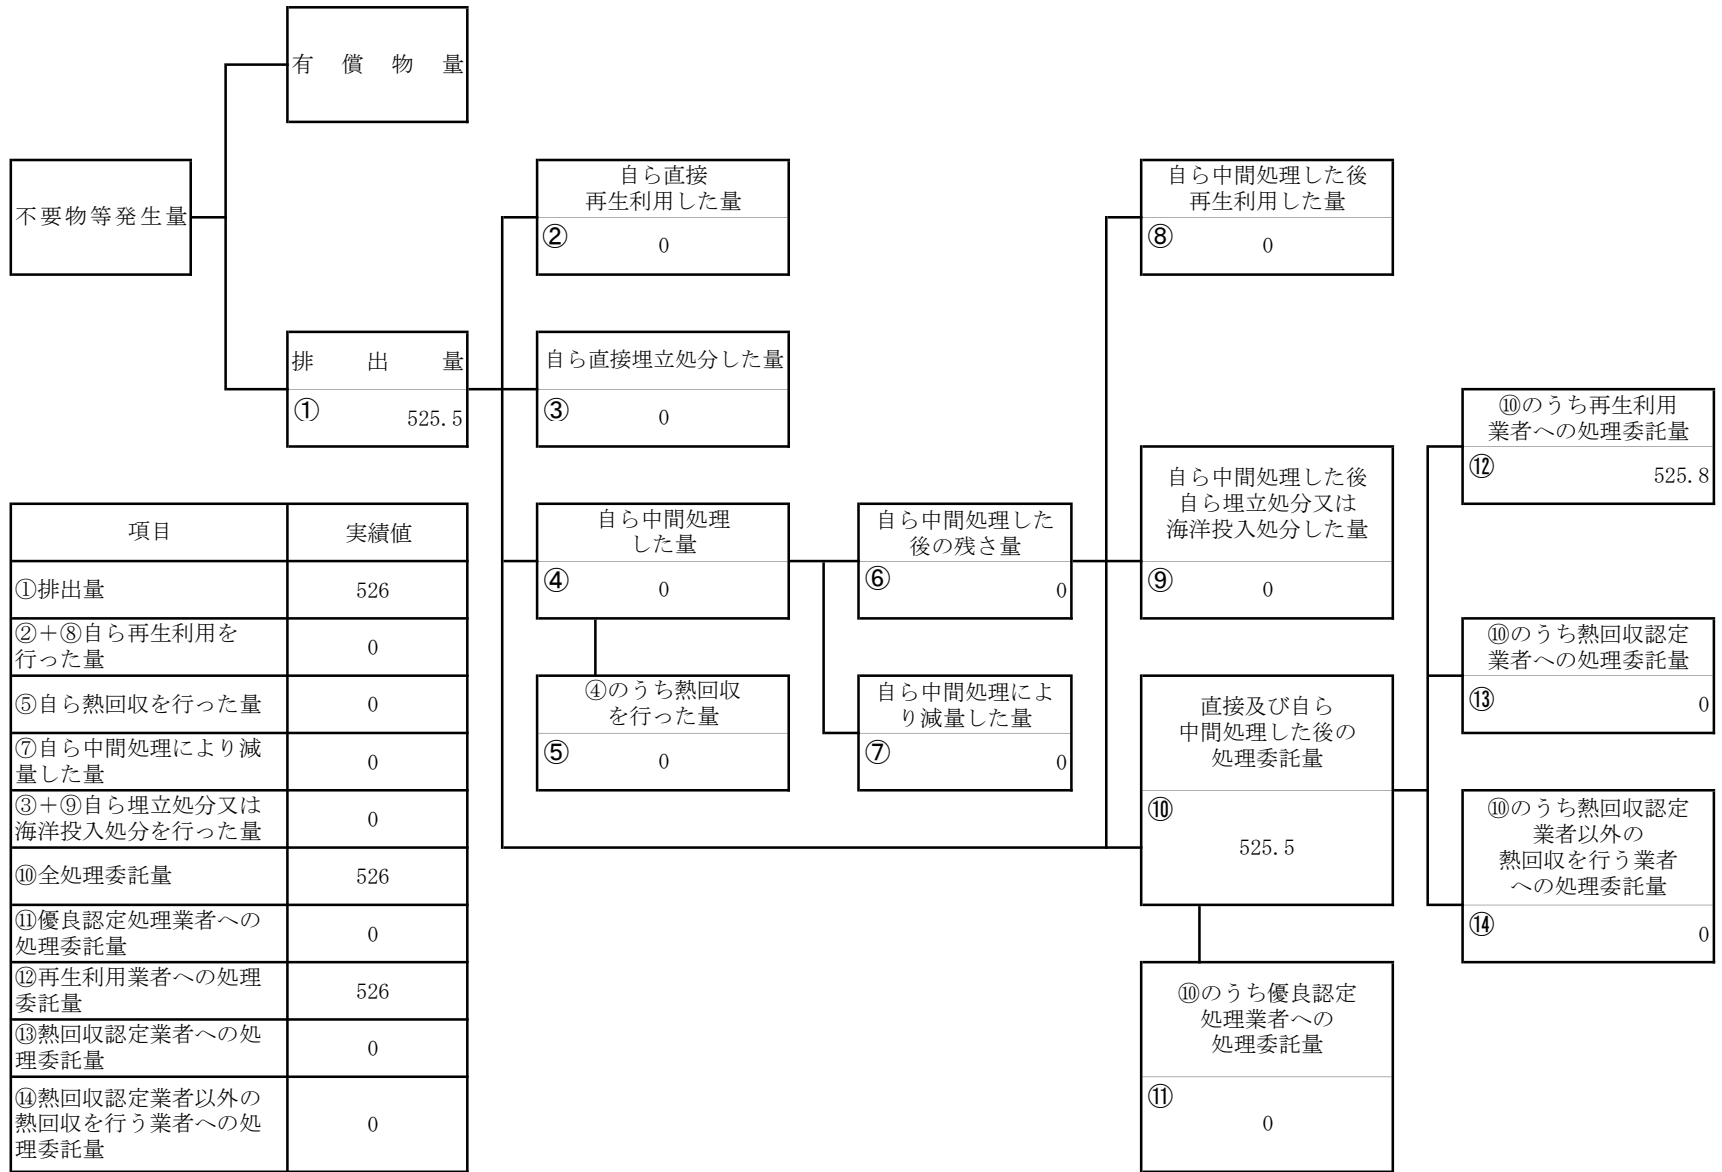 有償物量
不要物等発生量
排出量
①
525.5
自ら直接
再生利用した量
②
0
自ら直接埋立処分した量
③
0
自ら中間処理
した量
④
0
④のうち熱回収
を行った量
⑤
0
自ら中間処理した
後の残さ量
⑥
0
自ら中間処理によ
り減量した量
⑦
0
自ら中間処理した後
再生利用した量
⑧
0
自ら中間処理した後
自ら埋立処分又は
海洋投入処分した量
⑨
0
直接及び自ら
中間処理した後の
処理委託量
⑩
525.5
⑩のうち優良認定
処理業者への
処理委託量
⑪
0
⑩のうち再生利用
業者への処理委託量
⑫
525.8
⑩のうち熱回収認定
業者への処理委託量
⑬
0
⑩のうち熱回収認定
業者以外の
熱回収を行う業者
への処理委託量
⑭
0
項目 実績値
①排出量 526
②+⑧自ら再生利用を
行った量
0
⑤自ら熱回収を行った量 0
⑦自ら中間処理により減
量した量
0
③+⑨自ら埋立処分又は
海洋投入処分を行った量
0
⑩全処理委託量 526
⑪優良認定処理業者への
処理委託量
0
⑫再生利用業者への処理
委託量
526
⑬熱回収認定業者への処
理委託量
0
⑭熱回収認定業者以外の
熱回収を行う業者への処
理委託量
0